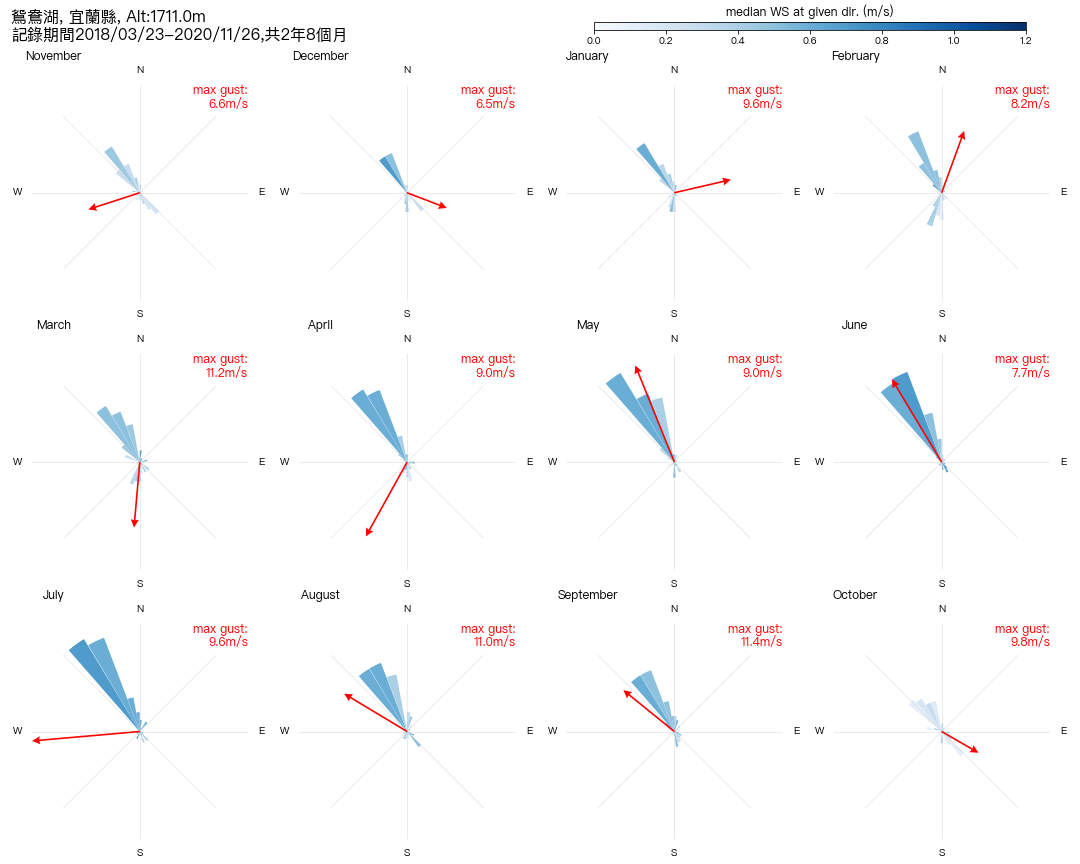 鴛鴦湖, 宜蘭縣, Alt:1711.0m
記錄期間2018/03/23–2020/11/26,共2年8個月
median WS at given dir. (m/s)
0.0 0.2 0.4 0.6 0.8 1.0 1.2
November
N
max gust:
6.6m/s
W E
S
December
N
max gust:
6.5m/s
W E
S
January
N
max gust:
9.6m/s
W E
S
February
N
max gust:
8.2m/s
W E
S
March
N
max gust:
11.2m/s
W E
S
April
N
max gust:
9.0m/s
W E
S
May
N
max gust:
9.0m/s
W E
S
June
N
max gust:
7.7m/s
W E
S
July
N
max gust:
9.6m/s
W E
S
August
N
max gust:
11.0m/s
W E
S
September
N
max gust:
11.4m/s
W E
S
October
N
max gust:
9.8m/s
W E
S